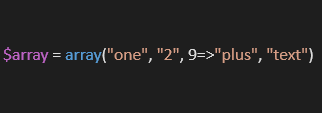 $array = array("one", "2", 9=>"plus", "text")